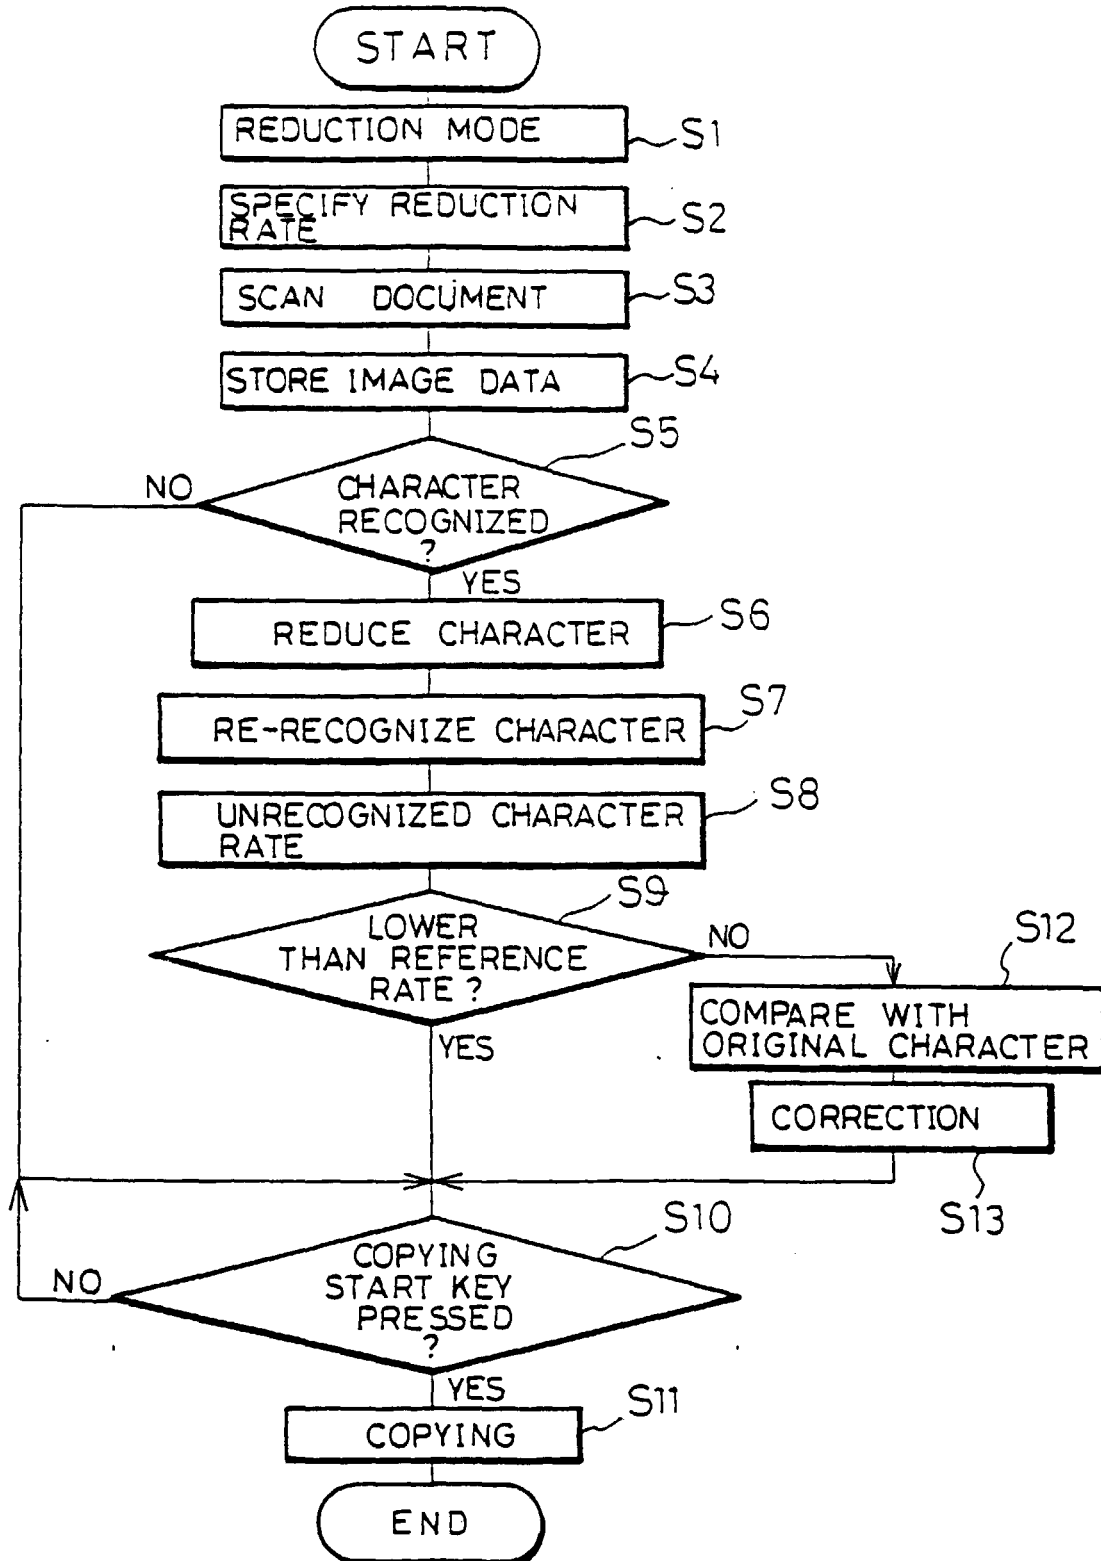 START
REDUCTION MODE
S1
SPECIFY REDUCTION
RATE
S2
SCAN DOCUMENT
S3
STORE IMAGE DATA
S4
S5
NO
CHARACTER
RECOGNIZED
?
YES
REDUCE CHARACTER
S6
RE-RECOGNIZE CHARACTER
S7
UNRECOGNIZED CHARACTER
RATE
S8
S9
LOWER
THAN REFERENCE
RATE ?
NO
YES
S12
COMPARE WITH
ORIGINAL CHARACTER
CORRECTION
S13
S10
COPYING
START KEY
PRESSED
?
NO
YES
COPYING
S11
END